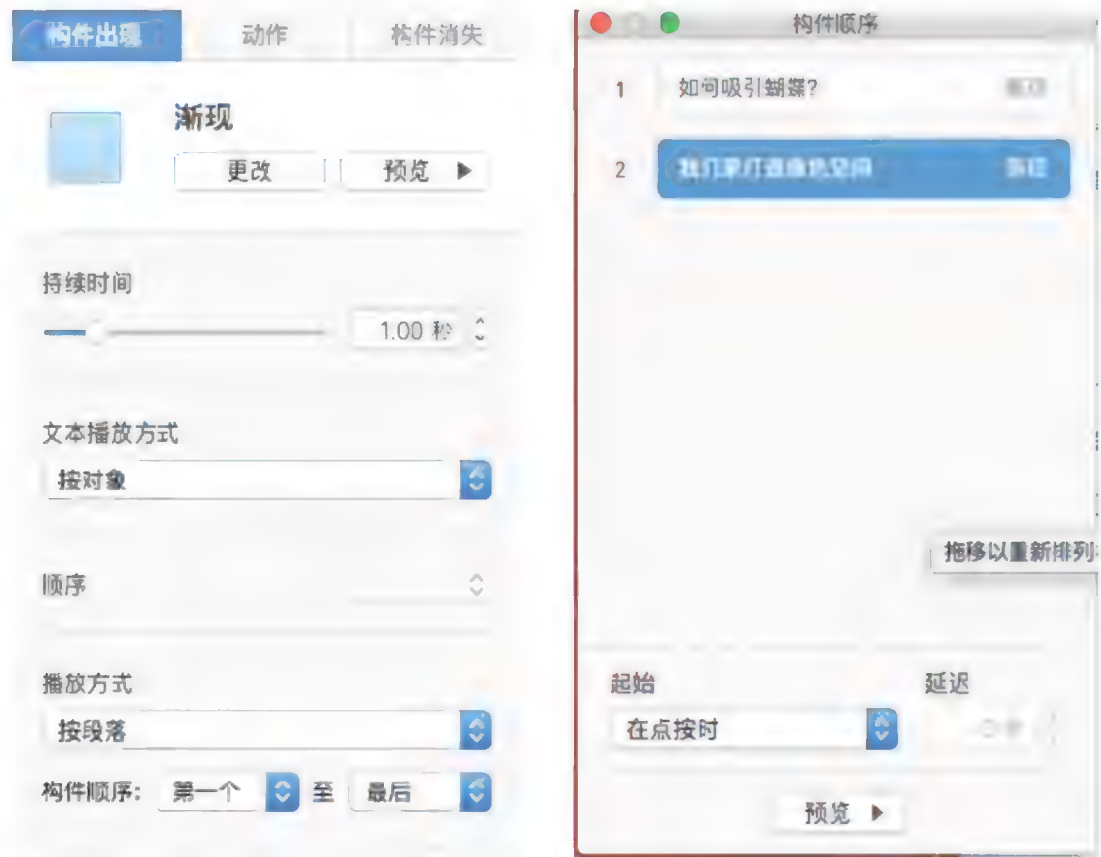 构件出现 动作 构件消失
渐现
更改 预览
持续时间
1.00 秒
文本播放方式
按对象
顺序
播放方式
按段落
构件顺序: 第一个 至 最后
构件顺序
1 如何吸引蝴蝶?
2
拖移以重新排列
起始 延迟
在点按时
预览